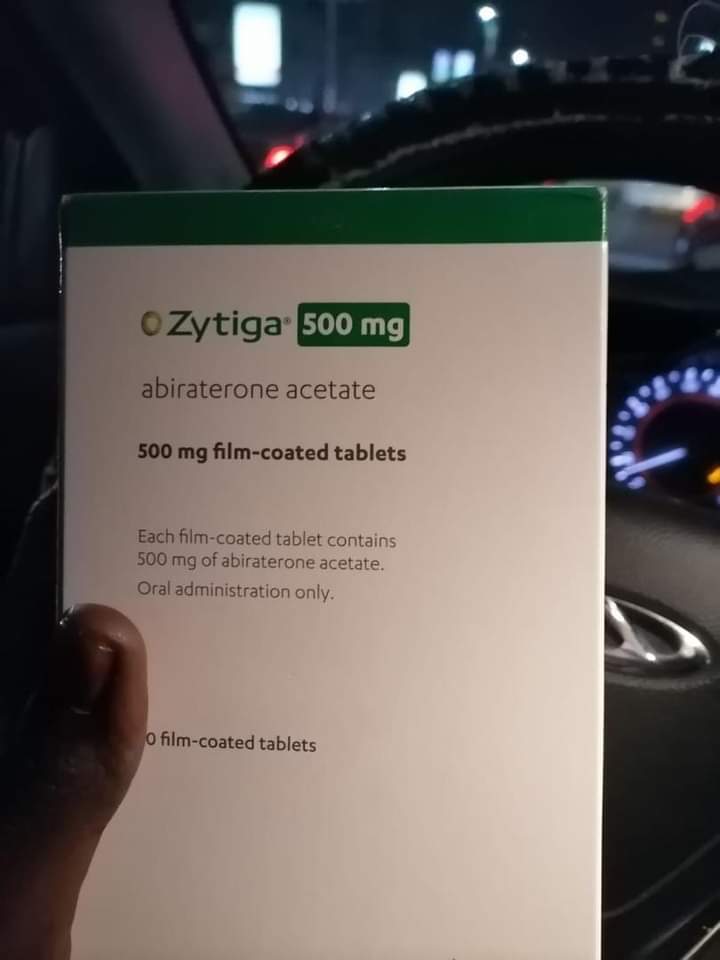 Zytiga® 500 mg
abiraterone acetate
500 mg film-coated tablets
Each film-coated tablet contains
500 mg of abiraterone acetate.
Oral administration only.
0 film-coated tablets